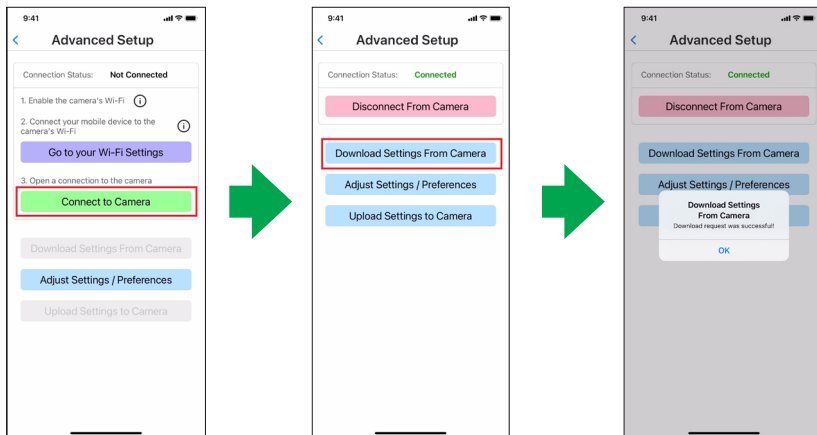 9:41
Advanced Setup
Connection Status: Not Connected
1. Enable the camera's Wi-Fi
2. Connect your mobile device to the
camera's Wi-Fi
Go to your Wi-Fi Settings
3. Open a connection to the camera
Connect to Camera
Download Settings From Camera
Adjust Settings / Preferences
Upload Settings to Camera
9:41
Advanced Setup
Connection Status: Connected
Disconnect From Camera
Download Settings From Camera
Adjust Settings / Preferences
Upload Settings to Camera
9:41
Advanced Setup
Connection Status: Connected
Disconnect From Camera
Download Settings From Camera
Adjust Settings / Preferences
Download Settings
From Camera
Download request was successful!
OK